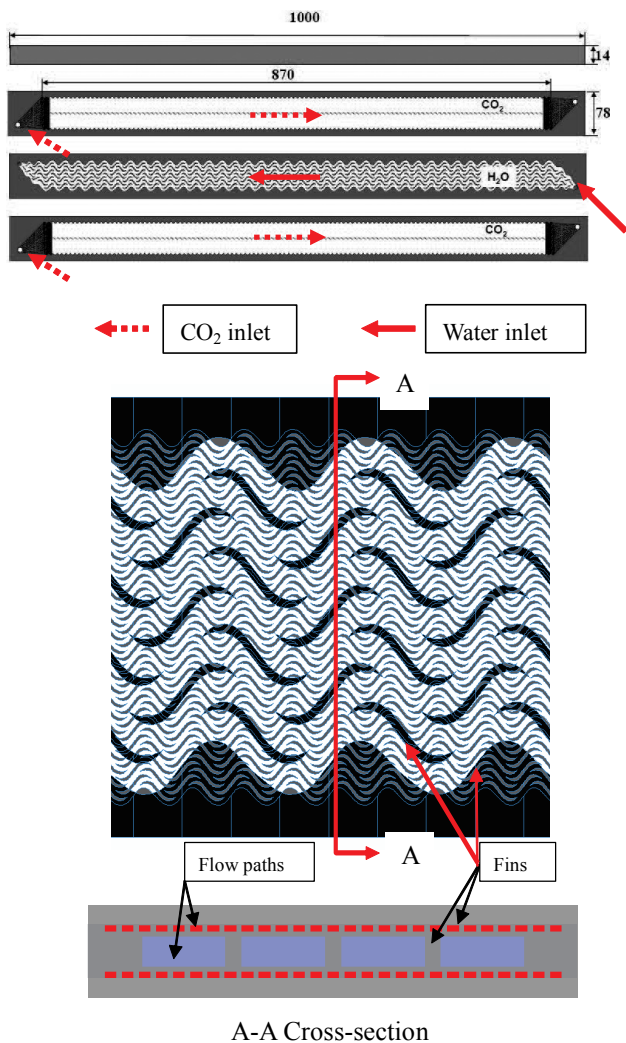 1000
14
870
CO₂
78
H₂O
CO₂
CO₂ inlet
Water inlet
A
A
Flow paths
Fins
A-A Cross-section